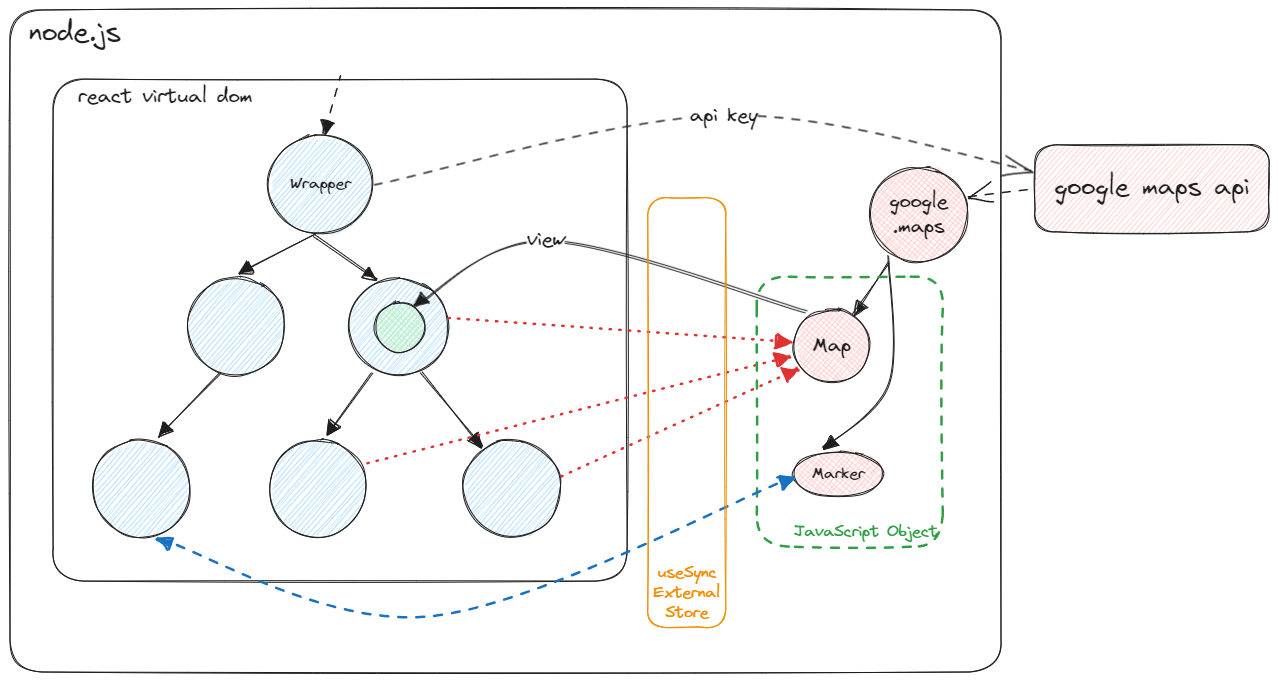 node.js
react virtual dom
Wrapper
api key
google maps api
google
.maps
view
Map
Marker
JavaScript Object
useSync
External
Store